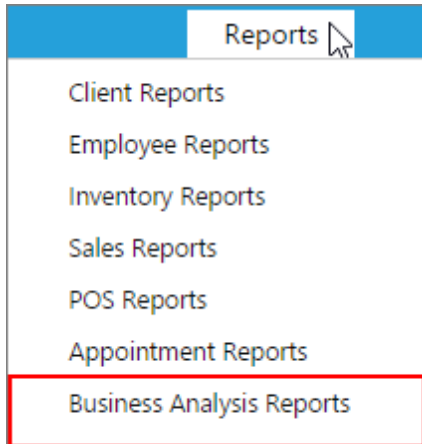 Reports
Client Reports
Employee Reports
Inventory Reports
Sales Reports
POS Reports
Appointment Reports
Business Analysis Reports